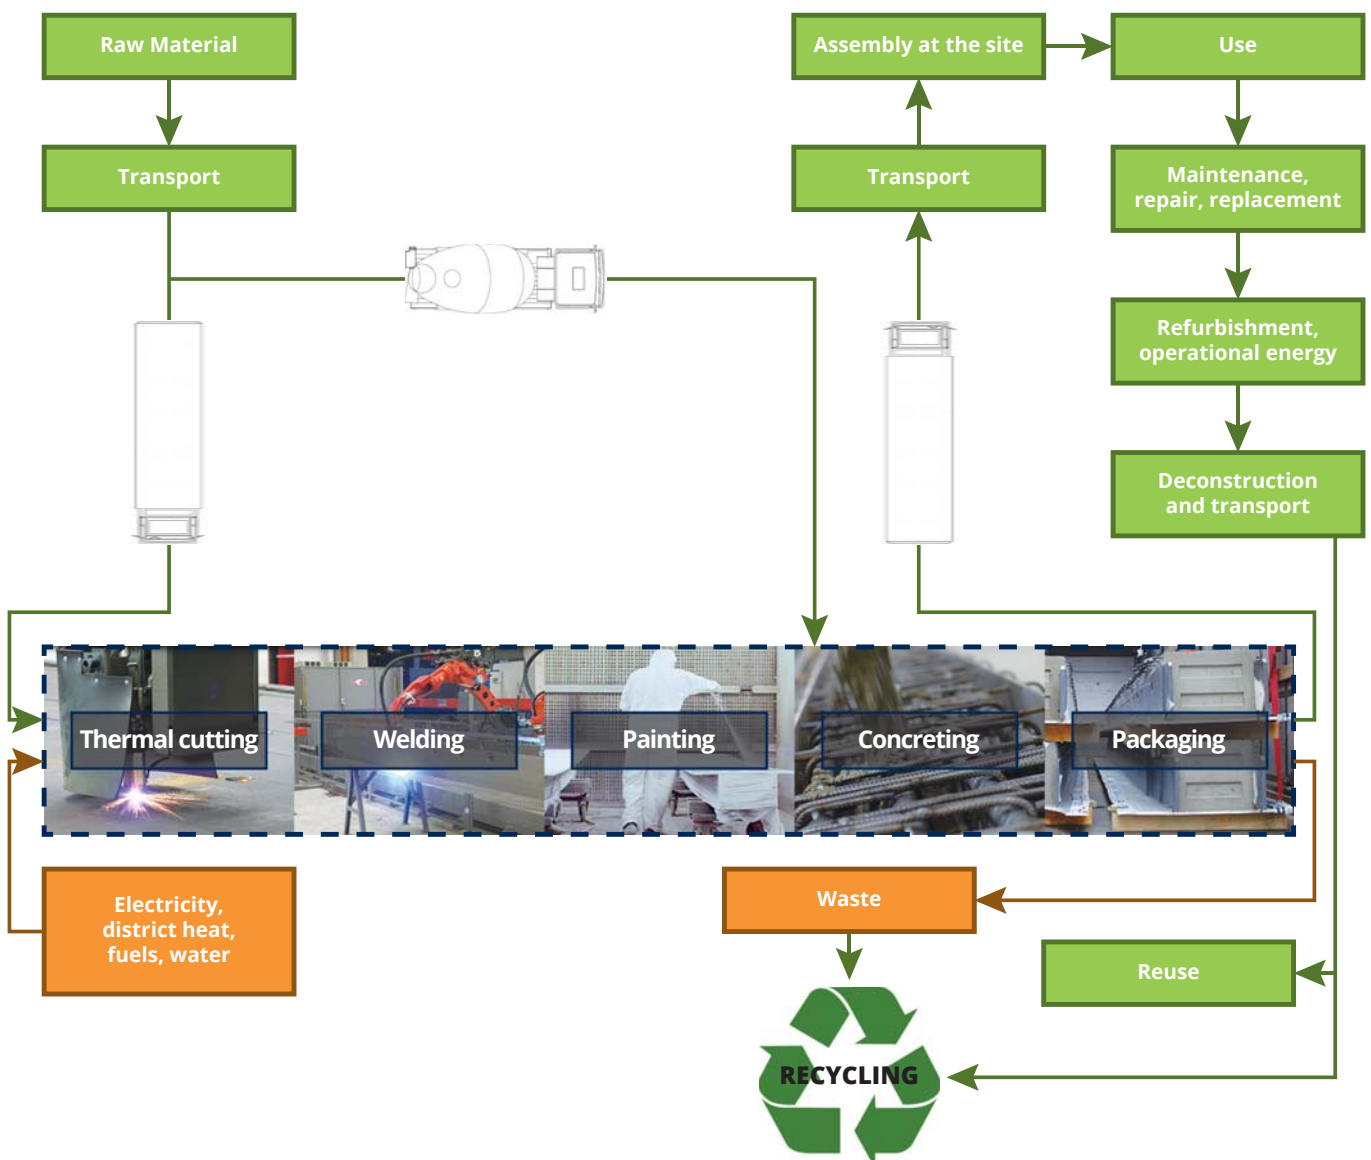 Raw Material
Assembly at the site
Use
Transport
Transport
Maintenance,
repair, replacement
Refurbishment,
operational energy
Deconstruction
and transport
Thermal cutting
Welding
Painting
Concreting
Packaging
Electricity,
district heat,
fuels, water
Waste
Reuse
RECYCLING